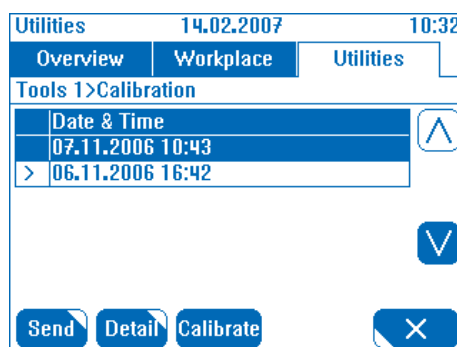 Utilities 14.02.2007 10:32
Overview Workplace Utilities
Tools 1>Calibration
Date & Time
07.11.2006 10:43
> 06.11.2006 16:42
Send Detail Calibrate